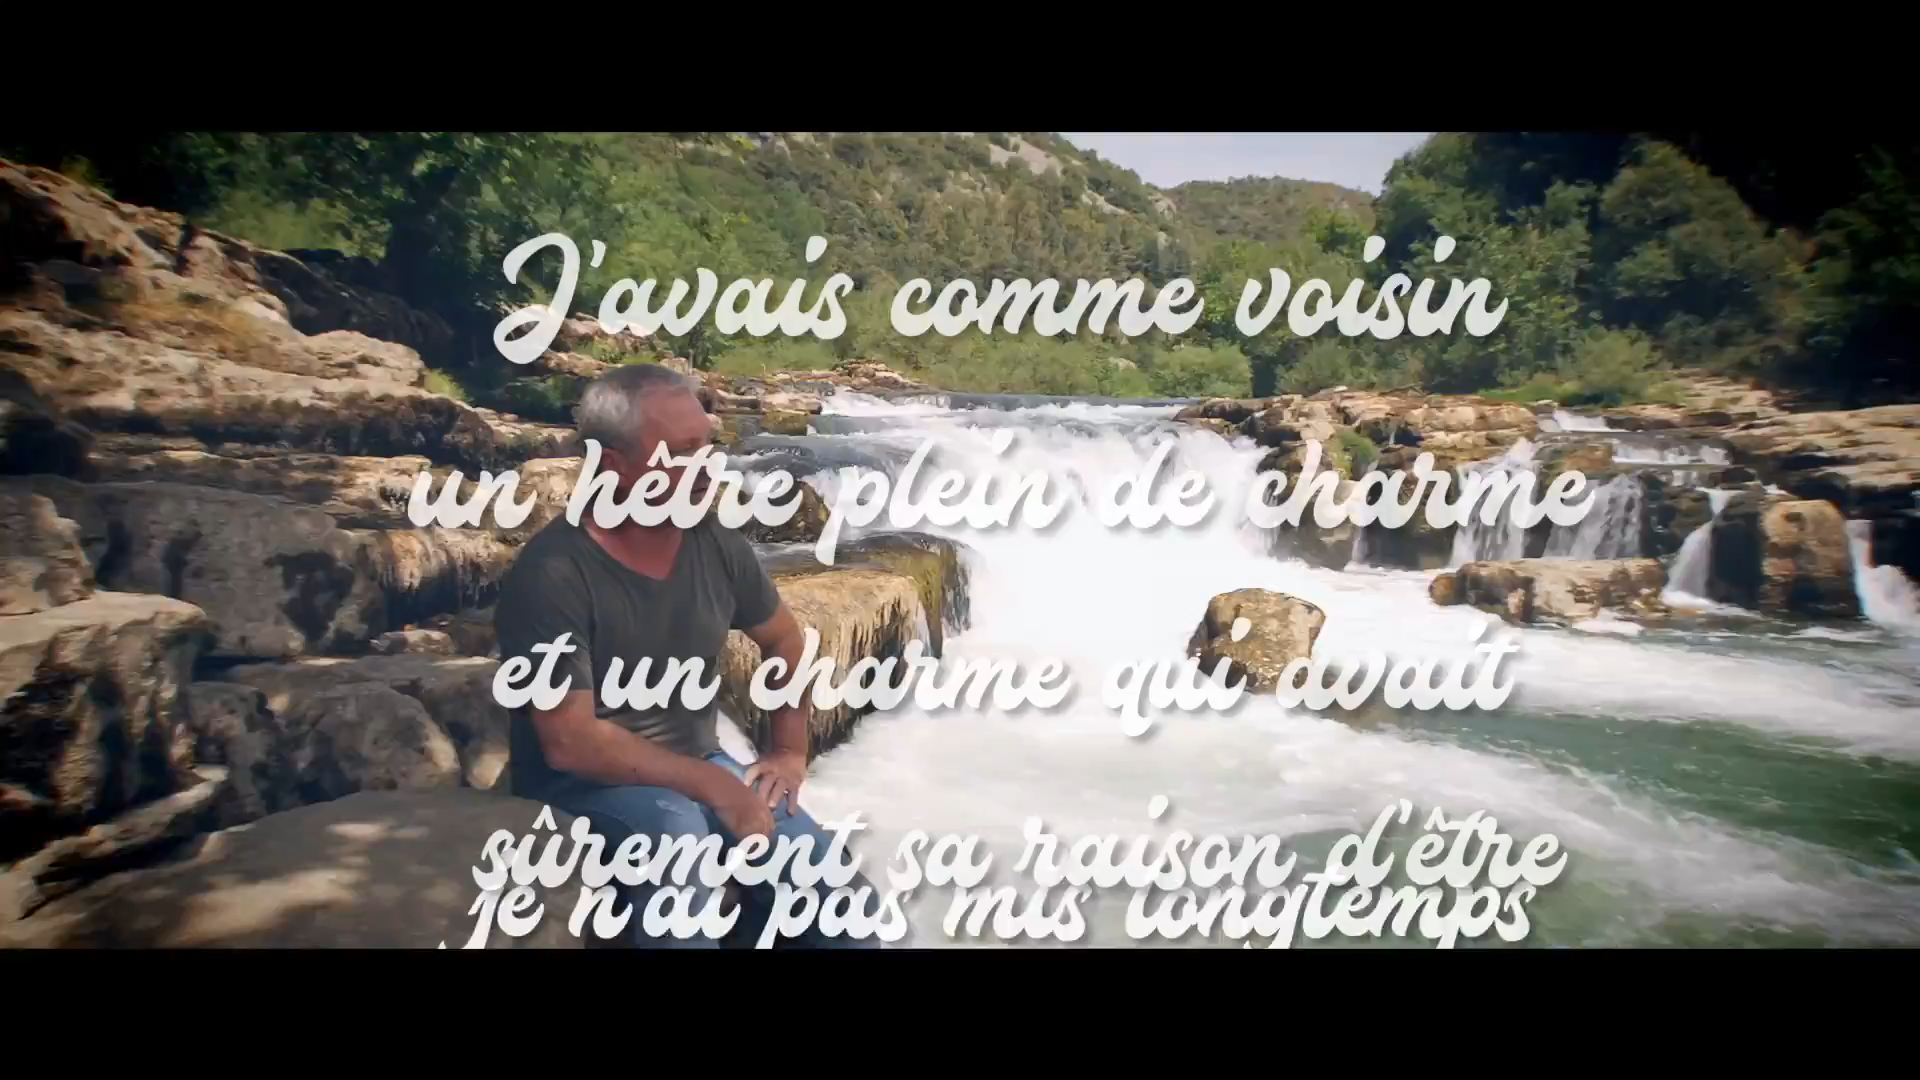 J'avais comme voisin
un hêtre plein de charme
et un charme qui avait
sûrement sa raison d'être
je n'ai pas mis longtemps